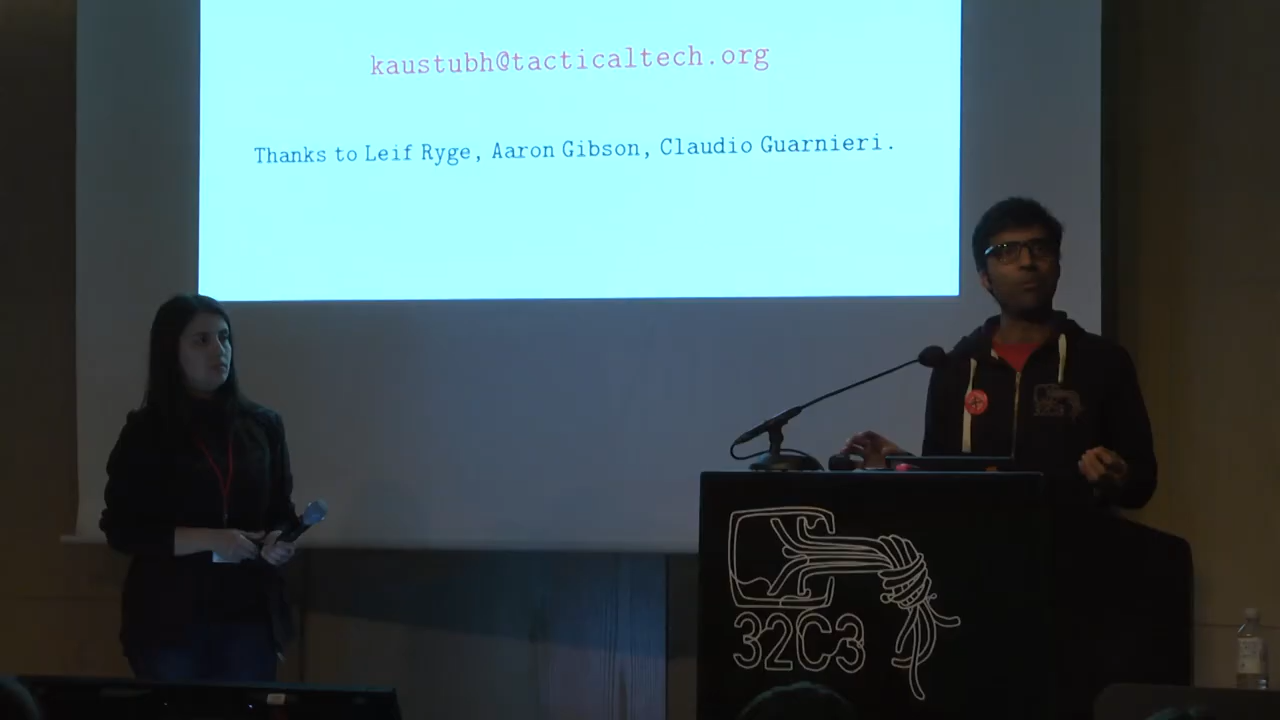 kaustubh@tacticaltech.org
Thanks to Leif Ryge, Aaron Gibson, Claudio Guarnieri.
32C3